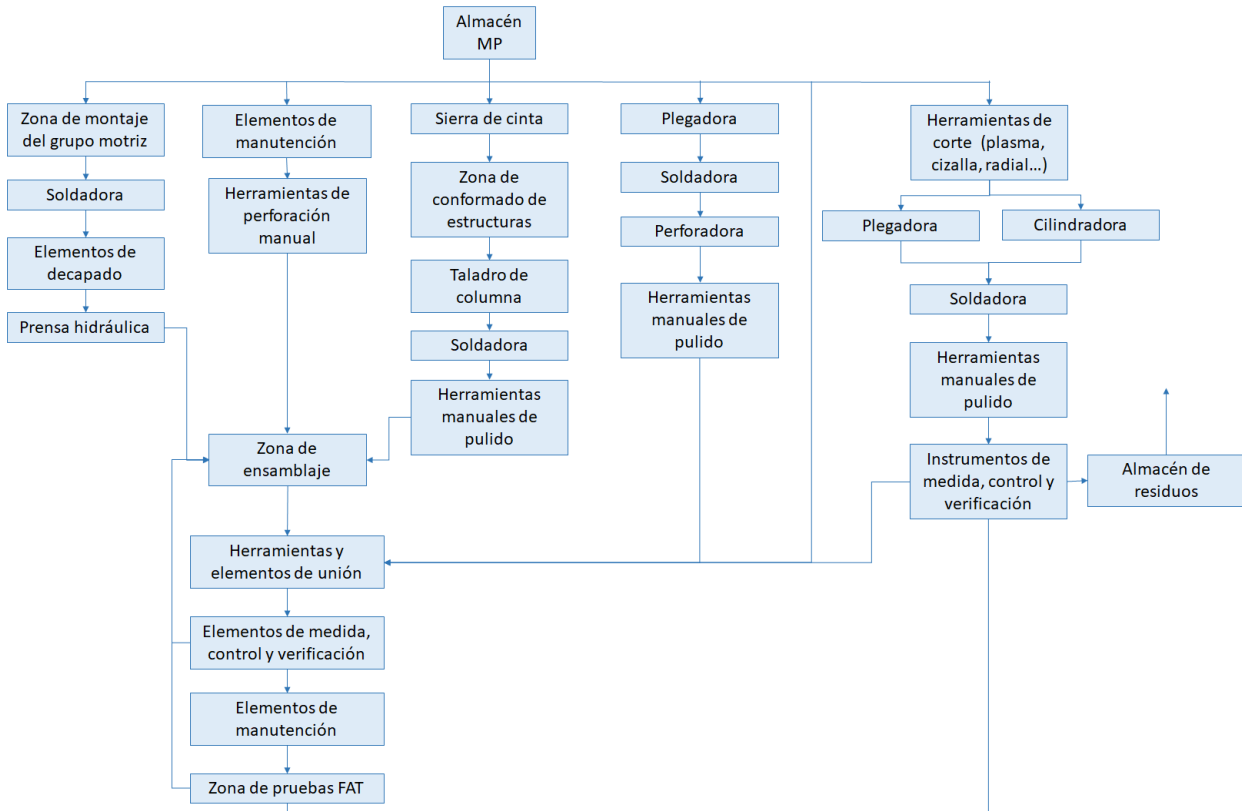 Almacén
MP
Zona de montaje
del grupo motriz
Soldadora
Elementos de
decapado
Prensa hidráulica
Elementos de
manutención
Herramientas de
perforación
manual
Sierra de cinta
Zona de
conformado de
estructuras
Taladro de
columna
Soldadora
Herramientas
manuales de
pulido
Plegadora
Soldadora
Perforadora
Herramientas
manuales de
pulido
Herramientas de
corte (plasma,
cizalla, radial...)
Plegadora
Cilindradora
Soldadora
Herramientas
manuales de
pulido
Instrumentos de
medida, control y
verificación
Almacén de
residuos
Zona de
ensamblaje
Herramientas y
elementos de unión
Elementos de medida,
control y verificación
Elementos de
manutención
Zona de pruebas FAT